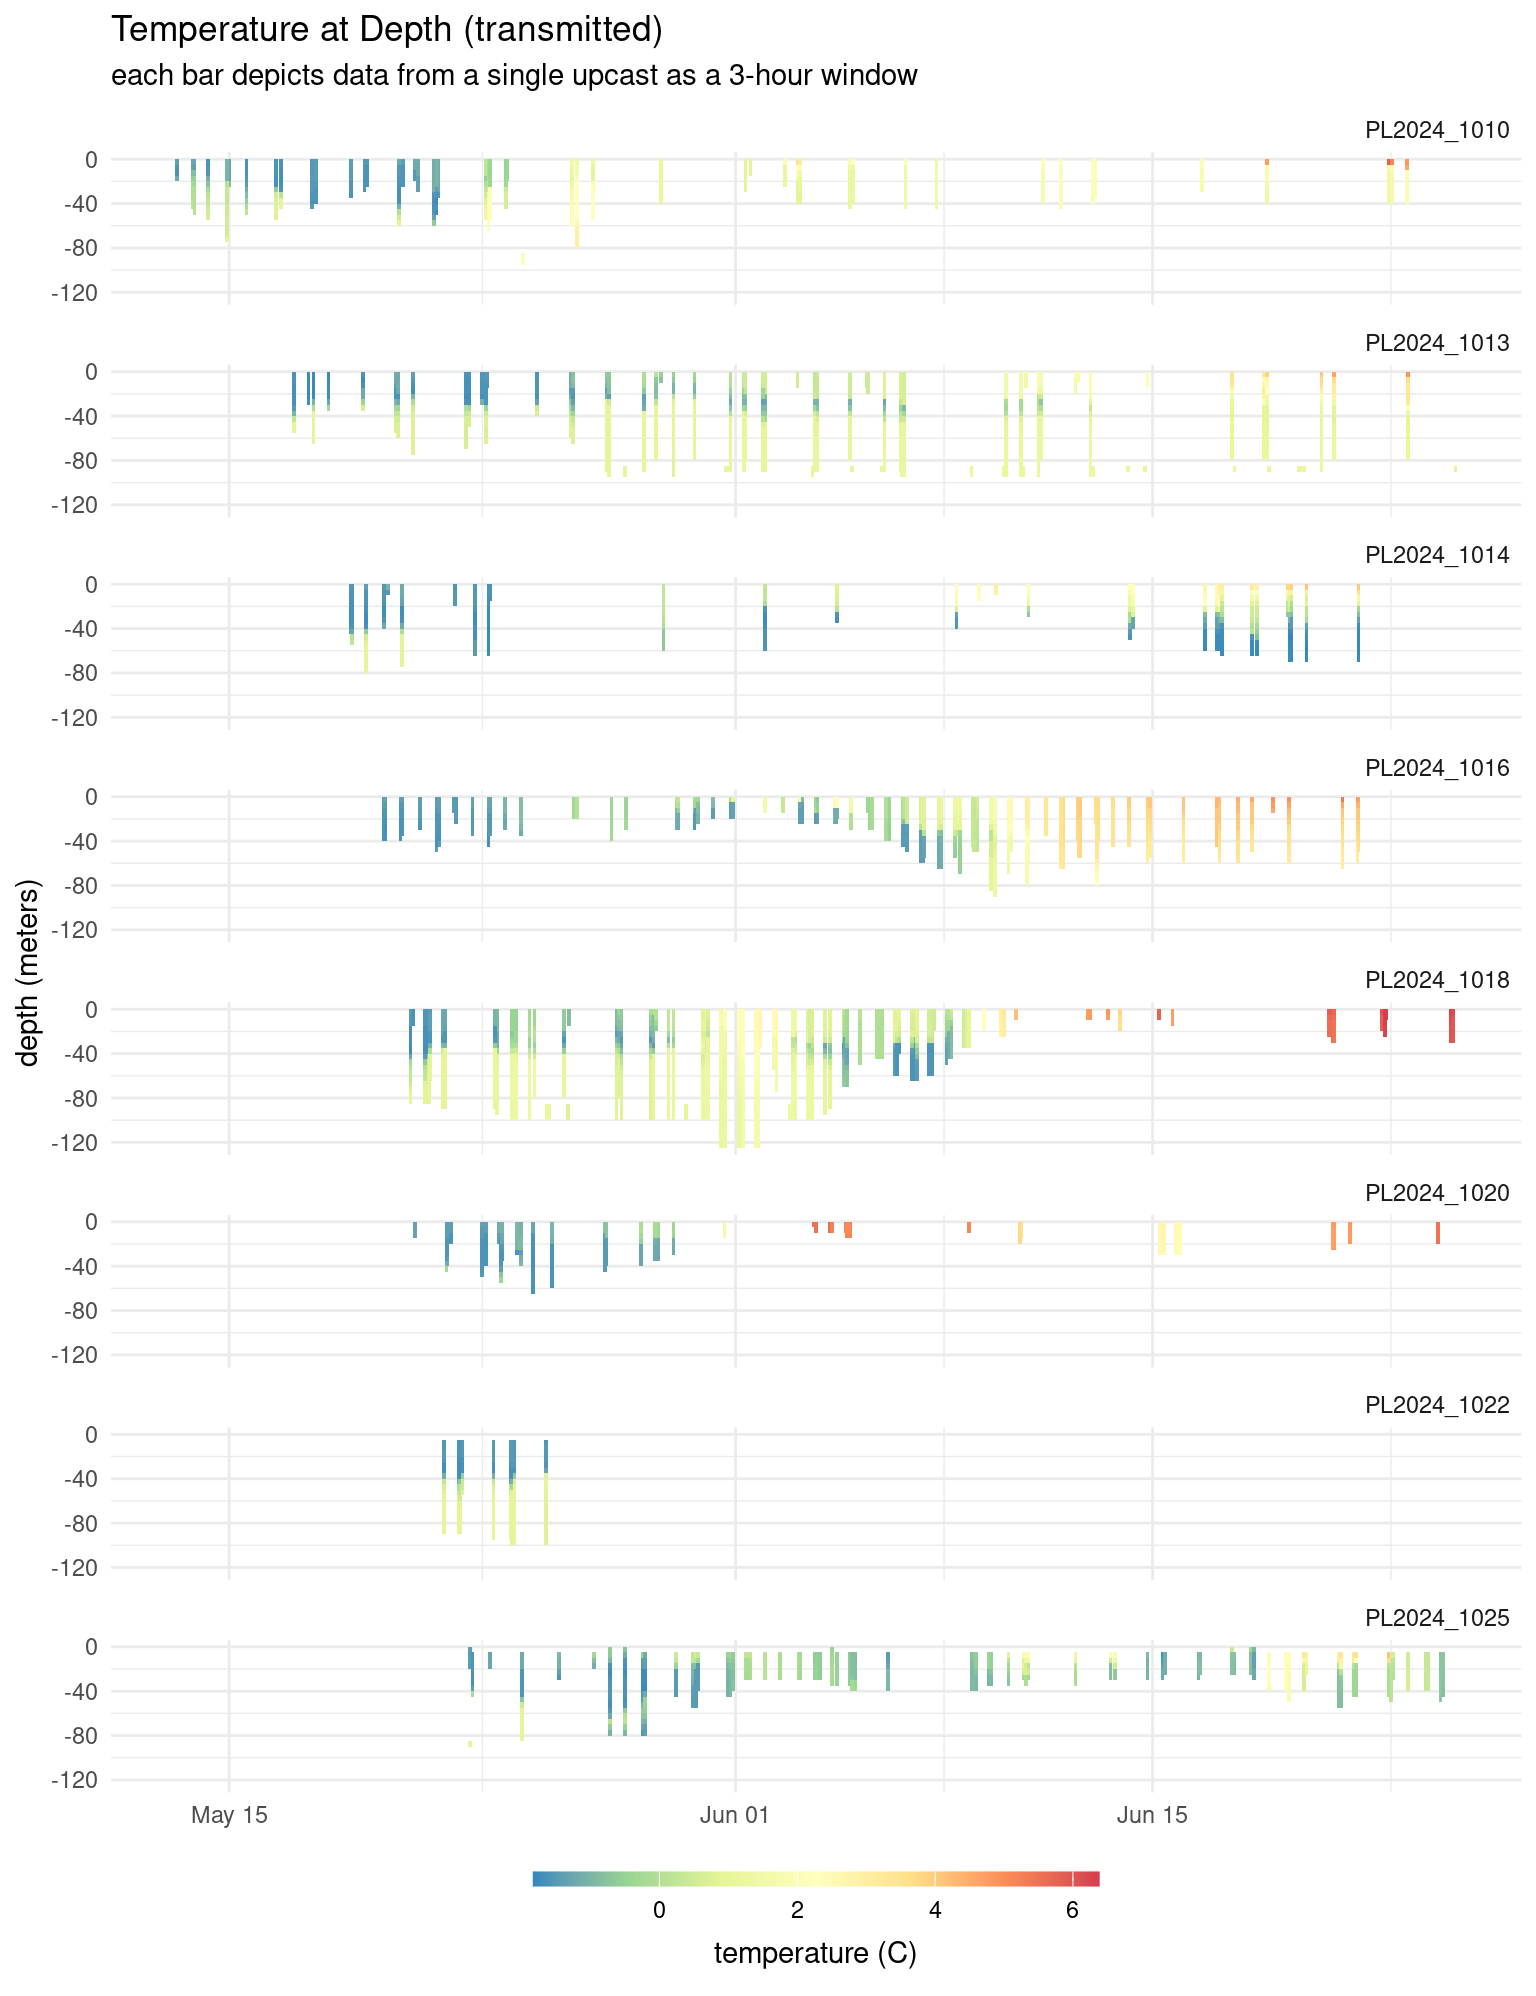 Temperature at Depth (transmitted)
each bar depicts data from a single upcast as a 3-hour window
PL2024_1010
0
-40
-80
-120
PL2024_1013
0
-40
-80
-120
PL2024_1014
0
-40
-80
-120
PL2024_1016
0
-40
-80
-120
depth (meters)
PL2024_1018
0
-40
-80
-120
PL2024_1020
0
-40
-80
-120
PL2024_1022
0
-40
-80
-120
PL2024_1025
0
-40
-80
-120
May 15 Jun 01 Jun 15
0 2 4 6
temperature (C)